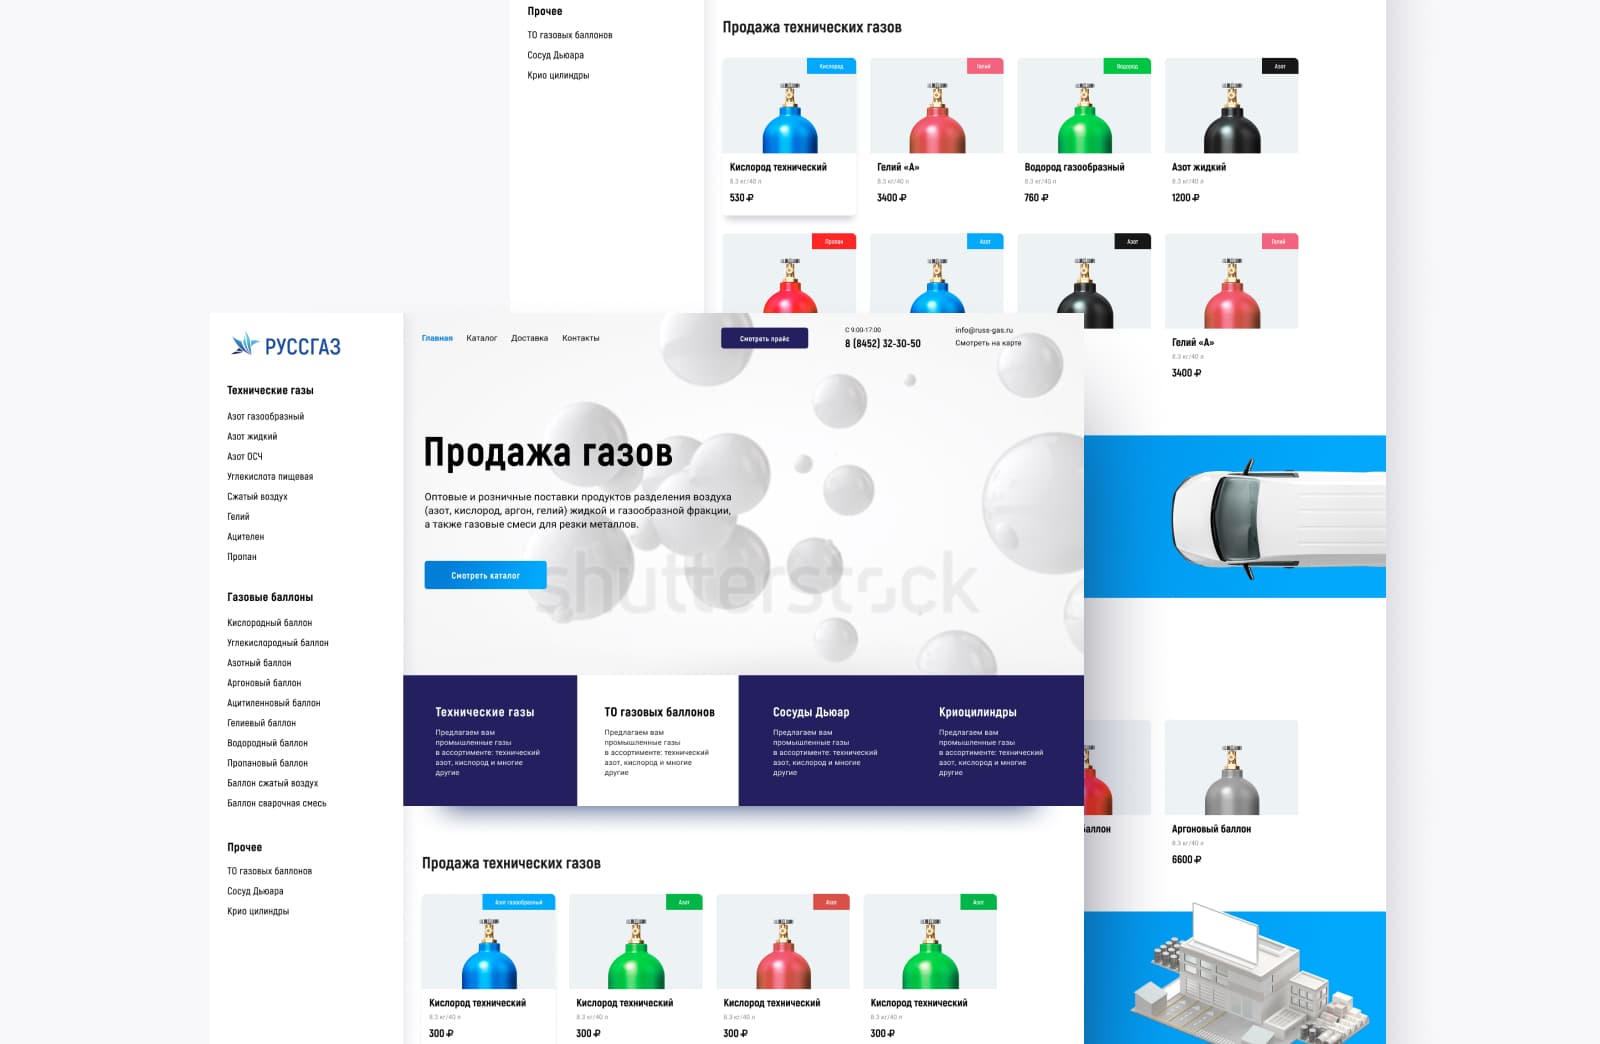 Прочее
ТО газовых баллонов
Сосуд Дьюара
Крио цилиндры
Продажа технических газов
Кислород
Гелий
Водород
Азот
Кислород технический
8.3 кг/40 л
530 ₽
Гелий «А»
8.3 кг/40 л
3400 ₽
Водород газообразный
8.3 кг/40 л
760 ₽
Азот жидкий
8.3 кг/40 л
1200 ₽
Пропан
Азот
Азот
Гелий
Гелий «А»
8.3 кг/40 л
3400 ₽
РУССГАЗ
Технические газы
Азот газообразный
Азот жидкий
Азот ОСЧ
Углекислота пищевая
Сжатый воздух
Гелий
Ацителен
Пропан
Газовые баллоны
Кислородный баллон
Углекислородный баллон
Азотный баллон
Аргоновый баллон
Ацитиленновый баллон
Гелиевый баллон
Водородный баллон
Пропановый баллон
Баллон сжатый воздух
Баллон сварочная смесь
Прочее
ТО газовых баллонов
Сосуд Дьюара
Крио цилиндры
Главная
Каталог
Доставка
Контакты
Смотреть прайс
С 9:00-17:00
8 (8452) 32-30-50
info@russ-gas.ru
Смотреть на карте
Продажа газов
Оптовые и розничные поставки продуктов разделения воздуха
(азот, кислород, аргон, гелий) жидкой и газообразной фракции,
а также газовые смеси для резки металлов.
Смотреть каталог
shutterstock
Технические газы
Предлагаем вам
промышленные газы
в ассортименте: технический
азот, кислород и многие
другие
ТО газовых баллонов
Предлагаем вам
промышленные газы
в ассортименте: технический
азот, кислород и многие
другие
Сосуды Дьюар
Предлагаем вам
промышленные газы
в ассортименте: технический
азот, кислород и многие
другие
Криоцилиндры
Предлагаем вам
промышленные газы
в ассортименте: технический
азот, кислород и многие
другие
Продажа технических газов
Азот газообразный
Азот
Азот
Азот
Кислород технический
8.3 кг/40 л
300 ₽
Кислород технический
8.3 кг/40 л
300 ₽
Кислород технический
8.3 кг/40 л
300 ₽
Кислород технический
8.3 кг/40 л
300 ₽
аллон
Аргоновый баллон
8.3 кг/40 л
6600 ₽